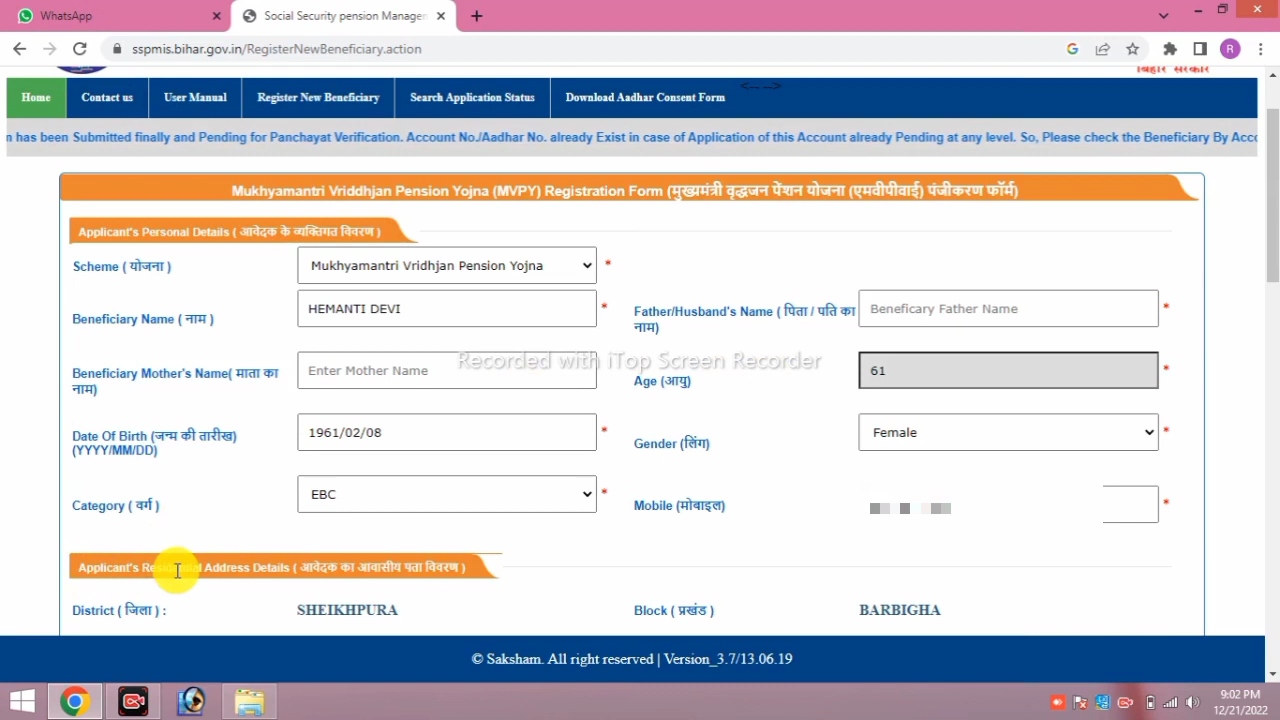 WhatsApp
Social Security pension Manage
sspmis.bihar.gov.in/RegisterNewBeneficiary.action
R
बिहार सरकार
Home
Contact us
User Manual
Register New Beneficiary
Search Application Status
Download Aadhar Consent Form
<-- -->
n has been Submitted finally and Pending for Panchayat Verification. Account No./Aadhar No. already Exist in case of Application of this Account already Pending at any level. So, Please check the Beneficiary By Acco
Mukhyamantri Vriddhjan Pension Yojna (MVPY) Registration Form (मुख्यमंत्री वृद्धजन पेंशन योजना (एमवीपीवाई) पंजीकरण फॉर्म)
Applicant's Personal Details ( आवेदक के व्यक्तिगत विवरण )
Scheme ( योजना )
Mukhyamantri Vridhjan Pension Yojna
*
Beneficiary Name ( नाम )
HEMANTI DEVI
*
Father/Husband's Name ( पिता / पति का
नाम)
Beneficary Father Name
*
Beneficiary Mother's Name( माता का
नाम)
Enter Mother Name
Recorded with iTop Screen Recorder
Age (आयु)
61
*
Date Of Birth (जन्म की तारीख)
(YYYY/MM/DD)
1961/02/08
*
Gender (लिंग)
Female
*
Category ( वर्ग )
EBC
*
Mobile (मोबाइल)
*
Applicant's Residential Address Details ( आवेदक का आवासीय पता विवरण )
District ( जिला ) :
SHEIKHPURA
Block ( प्रखंड )
BARBIGHA
© Saksham. All right reserved | Version_3.7/13.06.19
9:02 PM
12/21/2022